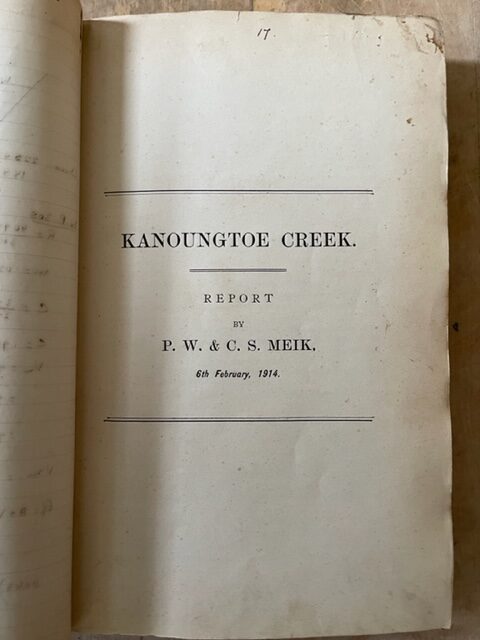 17.
KANOUNGTOE CREEK.
REPORT
BY
P. W. & C. S. MEIK,
6th February, 1914.